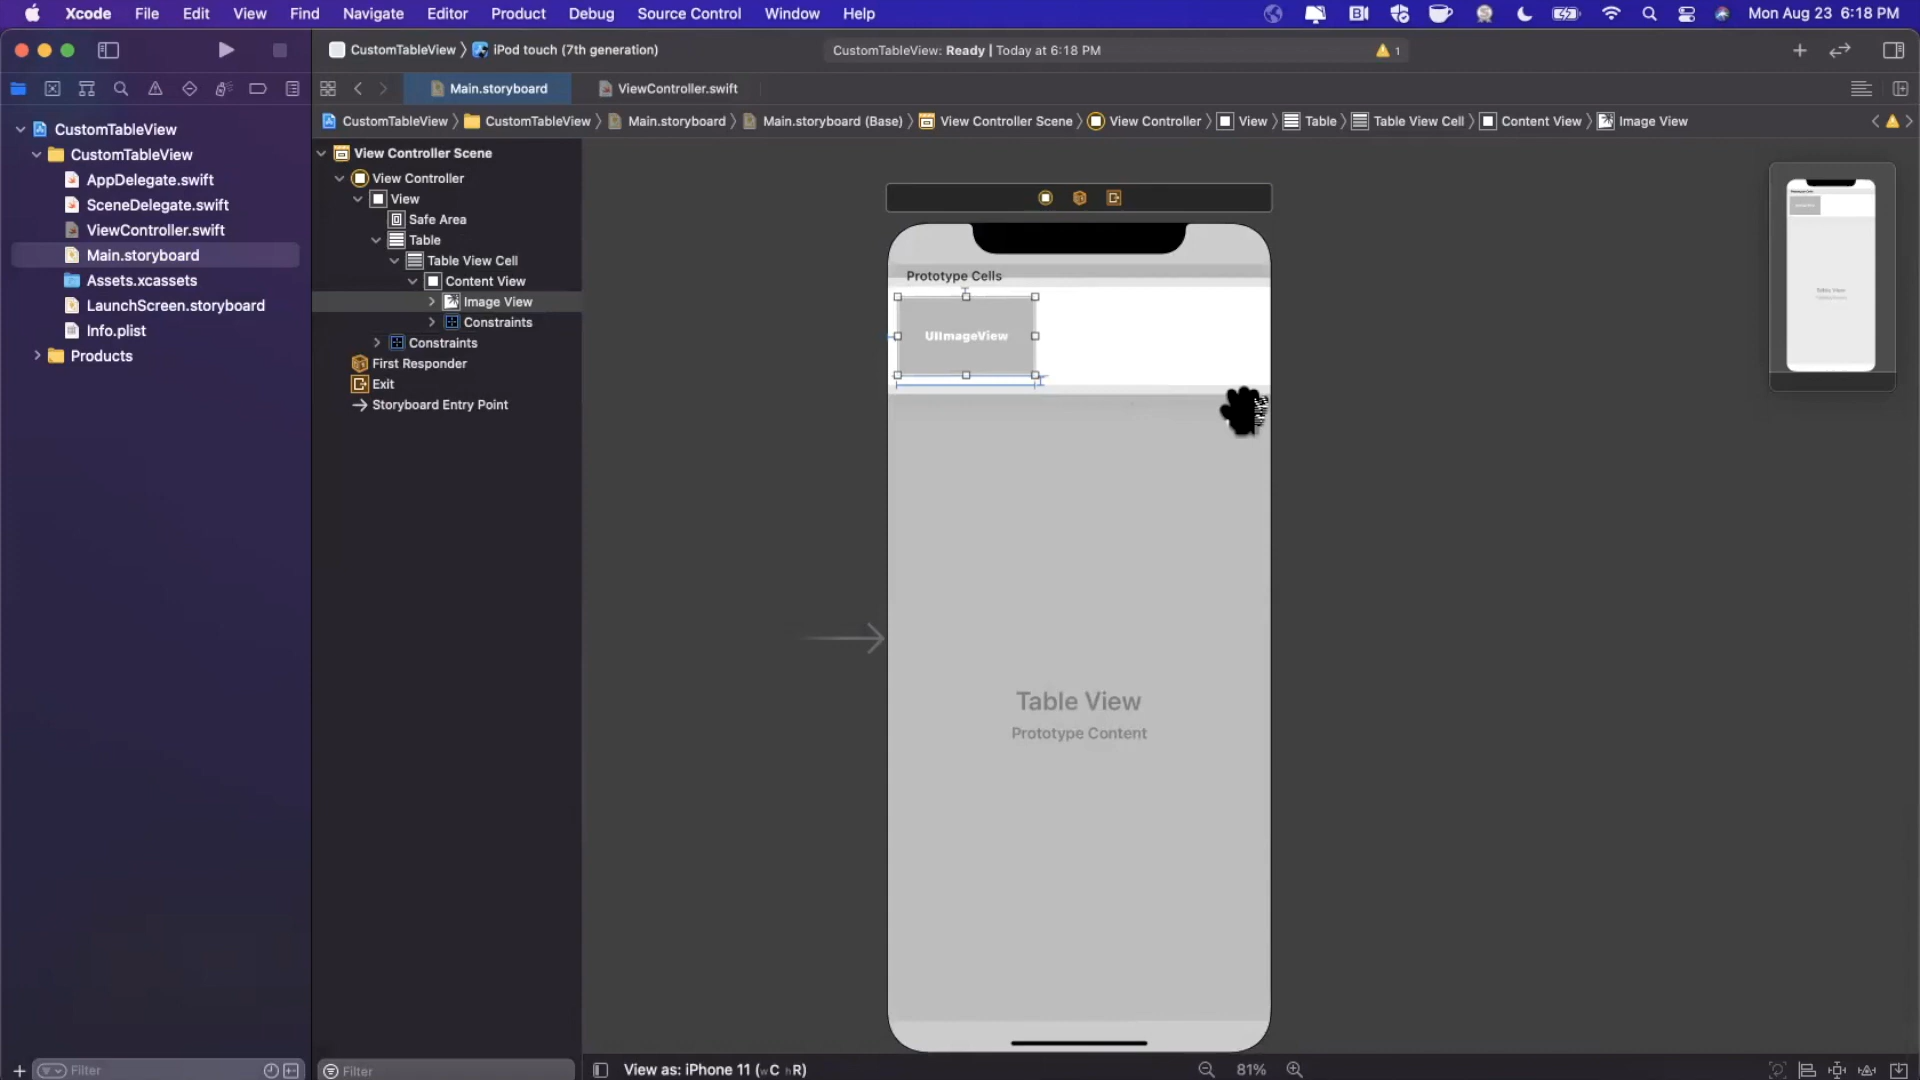 Xcode File Edit View Find Navigate Editor Product Debug Source Control Window Help Mon Aug 23 6:18 PM
CustomTableView iPod touch (7th generation) CustomTableView: Ready | Today at 6:18 PM 1
Main.storyboard ViewController.swift
CustomTableView CustomTableView Main.storyboard Main.storyboard (Base) View Controller Scene View Controller View Table Table View Cell Content View Image View
CustomTableView
CustomTableView
AppDelegate.swift
SceneDelegate.swift
ViewController.swift
Main.storyboard
Assets.xcassets
LaunchScreen.storyboard
Info.plist
Products
View Controller Scene
View Controller
View
Safe Area
Table
Table View Cell
Content View
Image View
Constraints
Constraints
First Responder
Exit
Storyboard Entry Point
Prototype Cells
UIImageView
Table View
Prototype Content
Filter
Filter
View as: iPhone 11 (wC hR)
81%